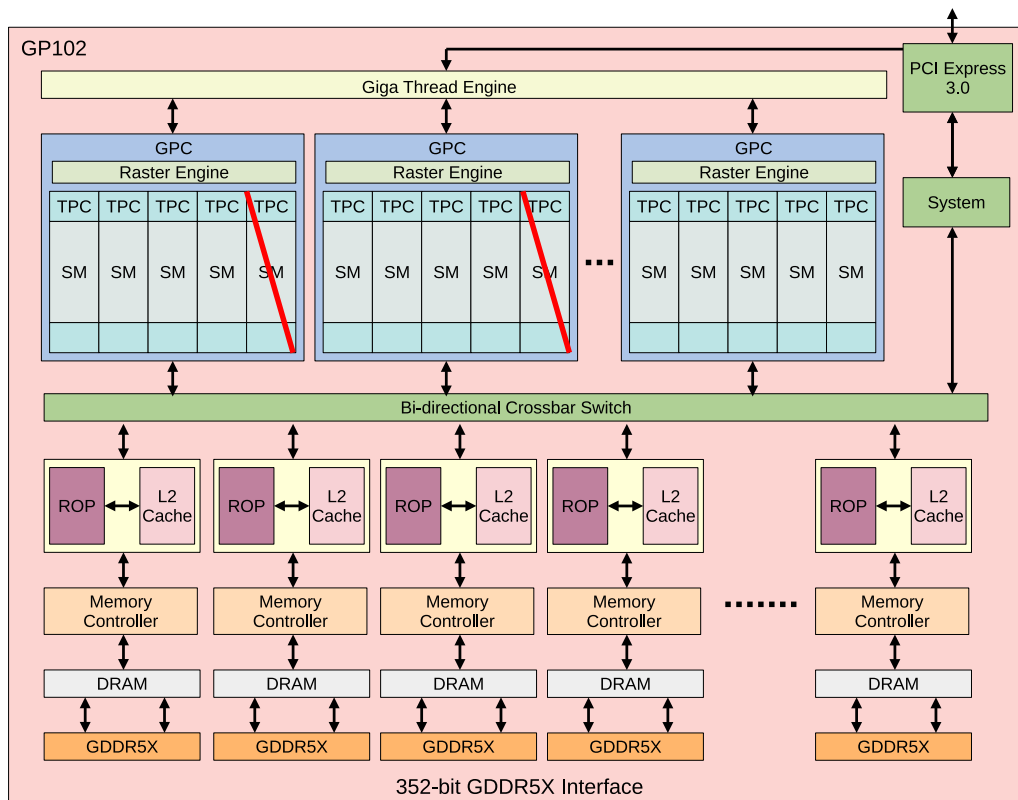 GP102
PCI Express
3.0
Giga Thread Engine
GPC
GPC
GPC
Raster Engine
Raster Engine
Raster Engine
TPC TPC TPC TPC TPC
TPC TPC TPC TPC TPC
TPC TPC TPC TPC TPC
System
SM SM SM SM SM
SM SM SM SM SM
SM SM SM SM SM
Bi-directional Crossbar Switch
ROP
L2
Cache
ROP
L2
Cache
ROP
L2
Cache
ROP
L2
Cache
ROP
L2
Cache
Memory
Controller
Memory
Controller
Memory
Controller
Memory
Controller
Memory
Controller
DRAM
DRAM
DRAM
DRAM
DRAM
GDDR5X
GDDR5X
GDDR5X
GDDR5X
GDDR5X
352-bit GDDR5X Interface